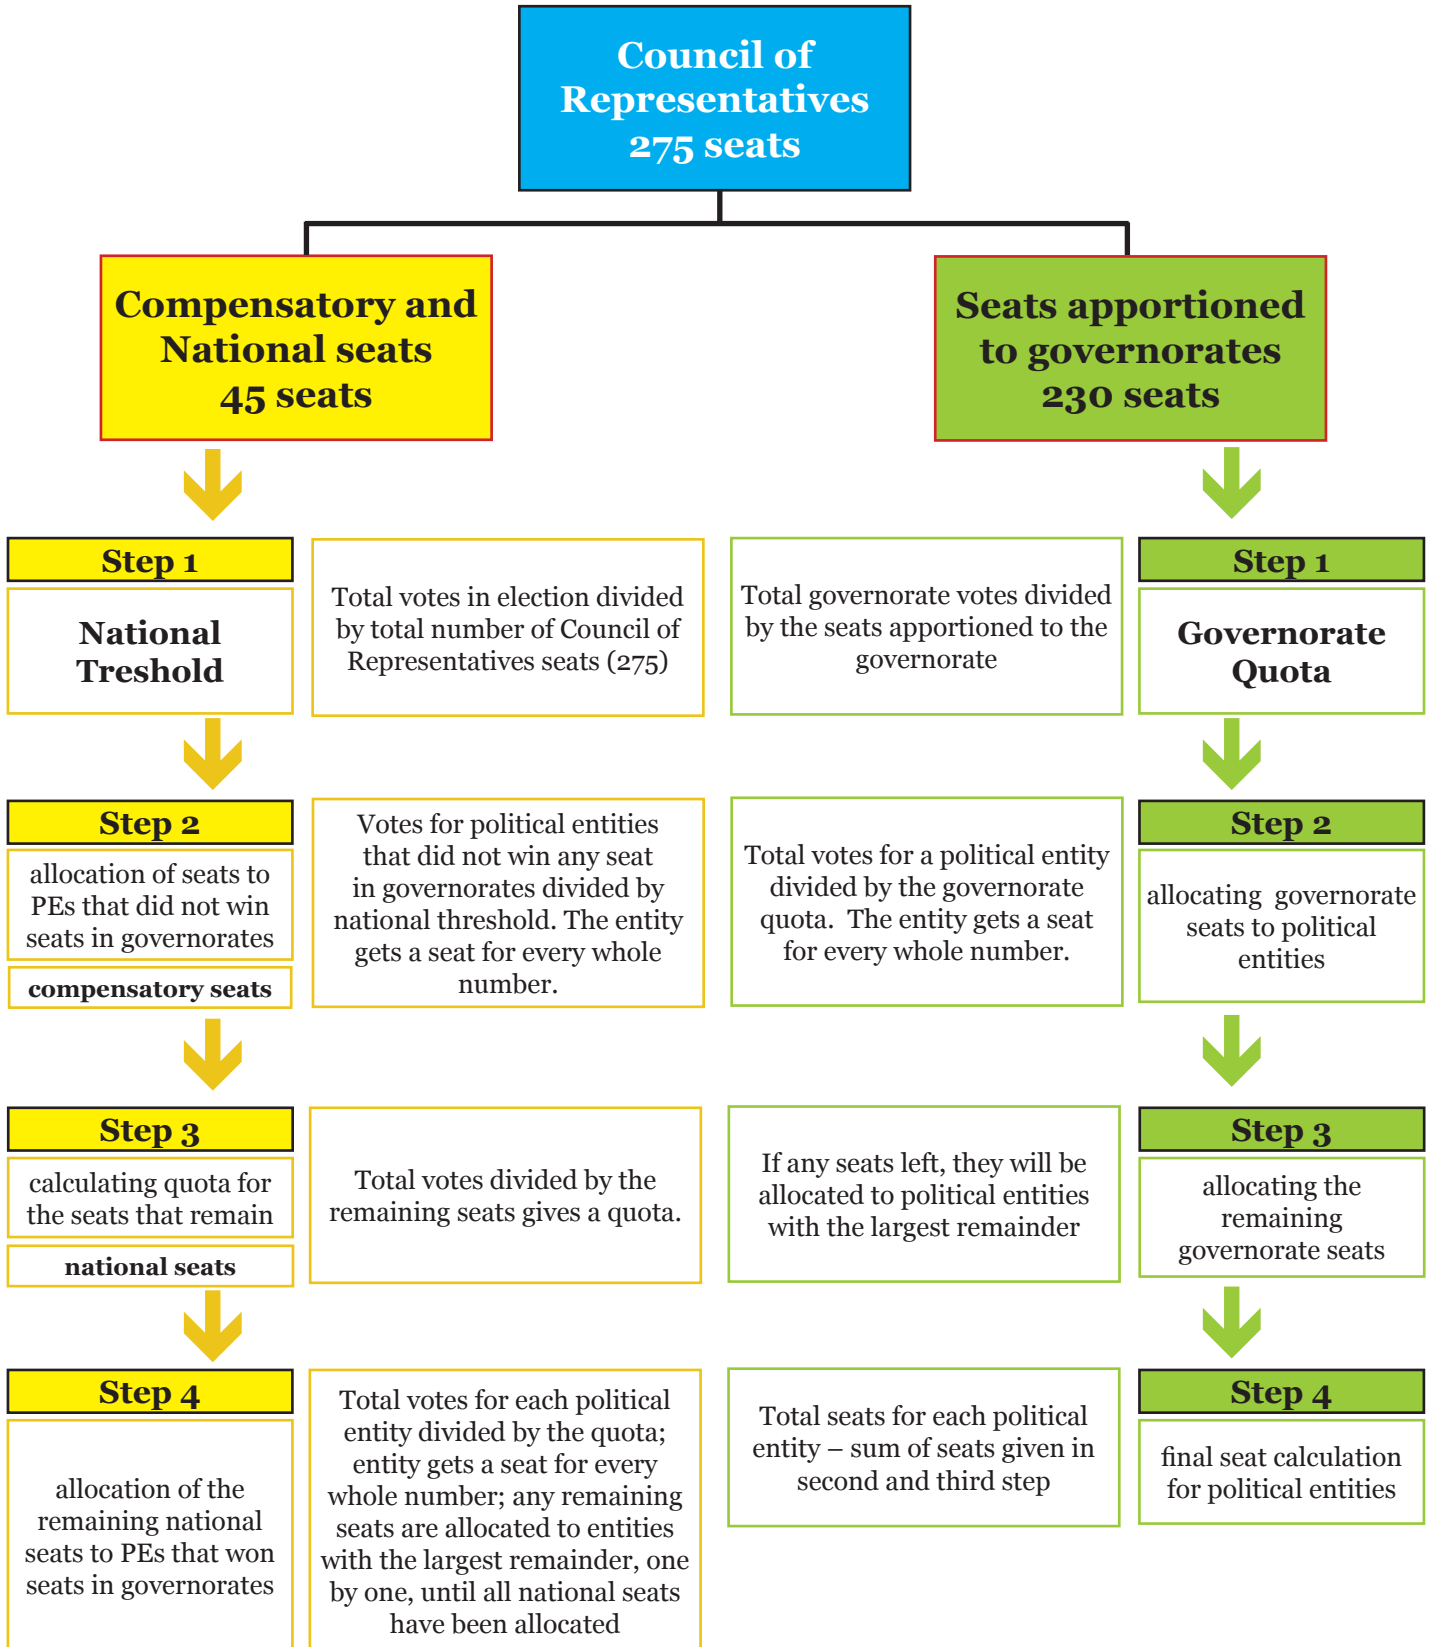 Council of
Representatives
275 seats
Compensatory and
National seats
45 seats
Seats apportioned
to governorates
230 seats
Step 1
National
Treshold
Total votes in election divided
by total number of Council of
Representatives seats (275)
Total governorate votes divided
by the seats apportioned to the
governorate
Step 1
Governorate
Quota
Step 2
allocation of seats to
PEs that did not win
seats in governorates
compensatory seats
Votes for political entities
that did not win any seat
in governorates divided by
national threshold. The entity
gets a seat for every whole
number.
Total votes for a political entity
divided by the governorate
quota. The entity gets a seat
for every whole number.
Step 2
allocating governorate
seats to political
entities
Step 3
calculating quota for
the seats that remain
national seats
Total votes divided by the
remaining seats gives a quota.
If any seats left, they will be
allocated to political entities
with the largest remainder
Step 3
allocating the
remaining
governorate seats
Step 4
allocation of the
remaining national
seats to PEs that won
seats in governorates
Total votes for each political
entity divided by the quota;
entity gets a seat for every
whole number; any remaining
seats are allocated to entities
with the largest remainder, one
by one, until all national seats
have been allocated
Total seats for each political
entity – sum of seats given in
second and third step
Step 4
final seat calculation
for political entities